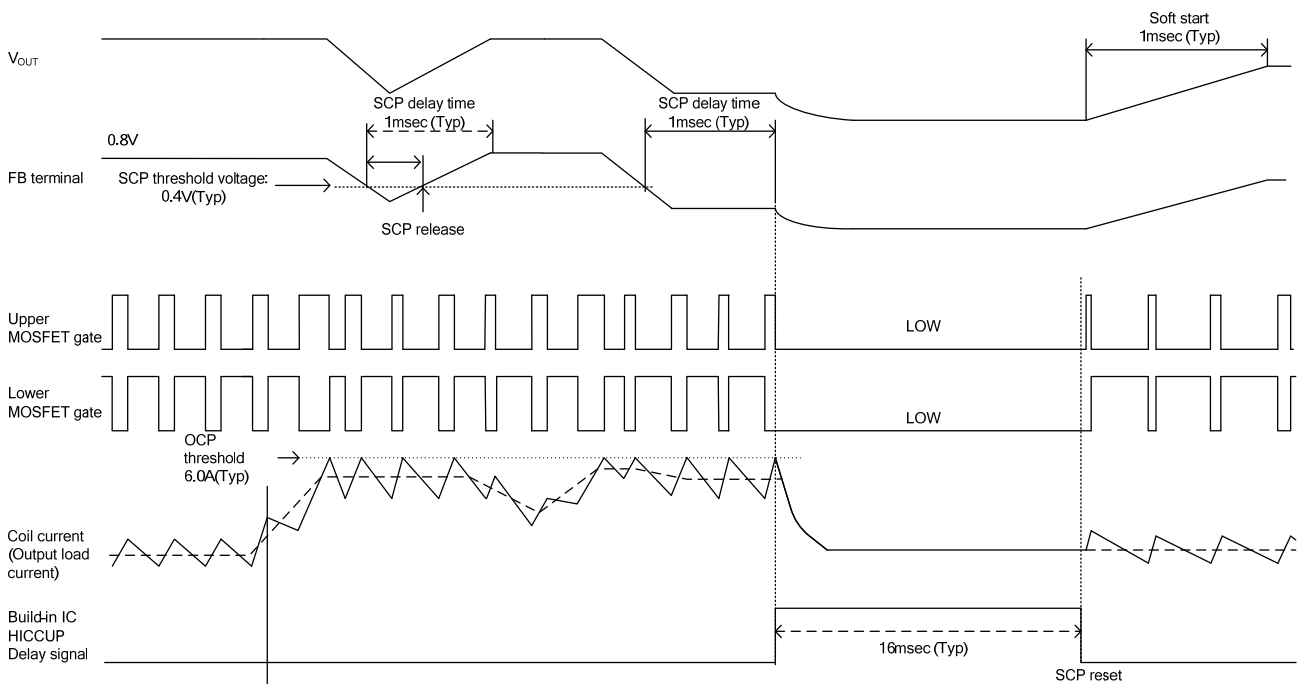 Soft start
1msec (Typ)
VOUT
SCP delay time
1msec (Typ)
SCP delay time
1msec (Typ)
0.8V
FB terminal
SCP threshold voltage:
0.4V(Typ)
SCP release
Upper
MOSFET gate
LOW
Lower
MOSFET gate
LOW
OCP
threshold
6.0A(Typ)
Coil current
(Output load
current)
Build-in IC
HICCUP
Delay signal
16msec (Typ)
SCP reset